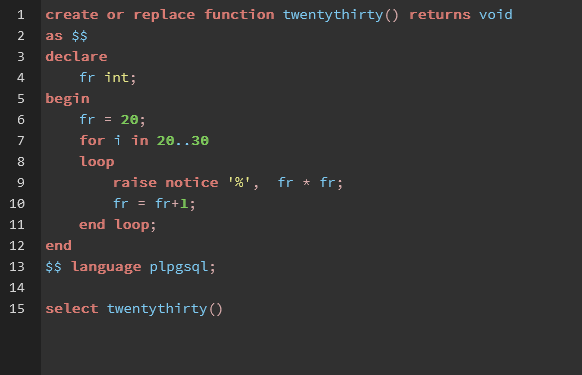 1 create or replace function twentythirty() returns void
2 as $$
3 declare
4     fr int;
5 begin
6     fr = 20;
7     for i in 20..30
8     loop
9         raise notice '%',  fr * fr;
10         fr = fr+1;
11     end loop;
12 end
13 $$ language plpgsql;
14
15 select twentythirty()